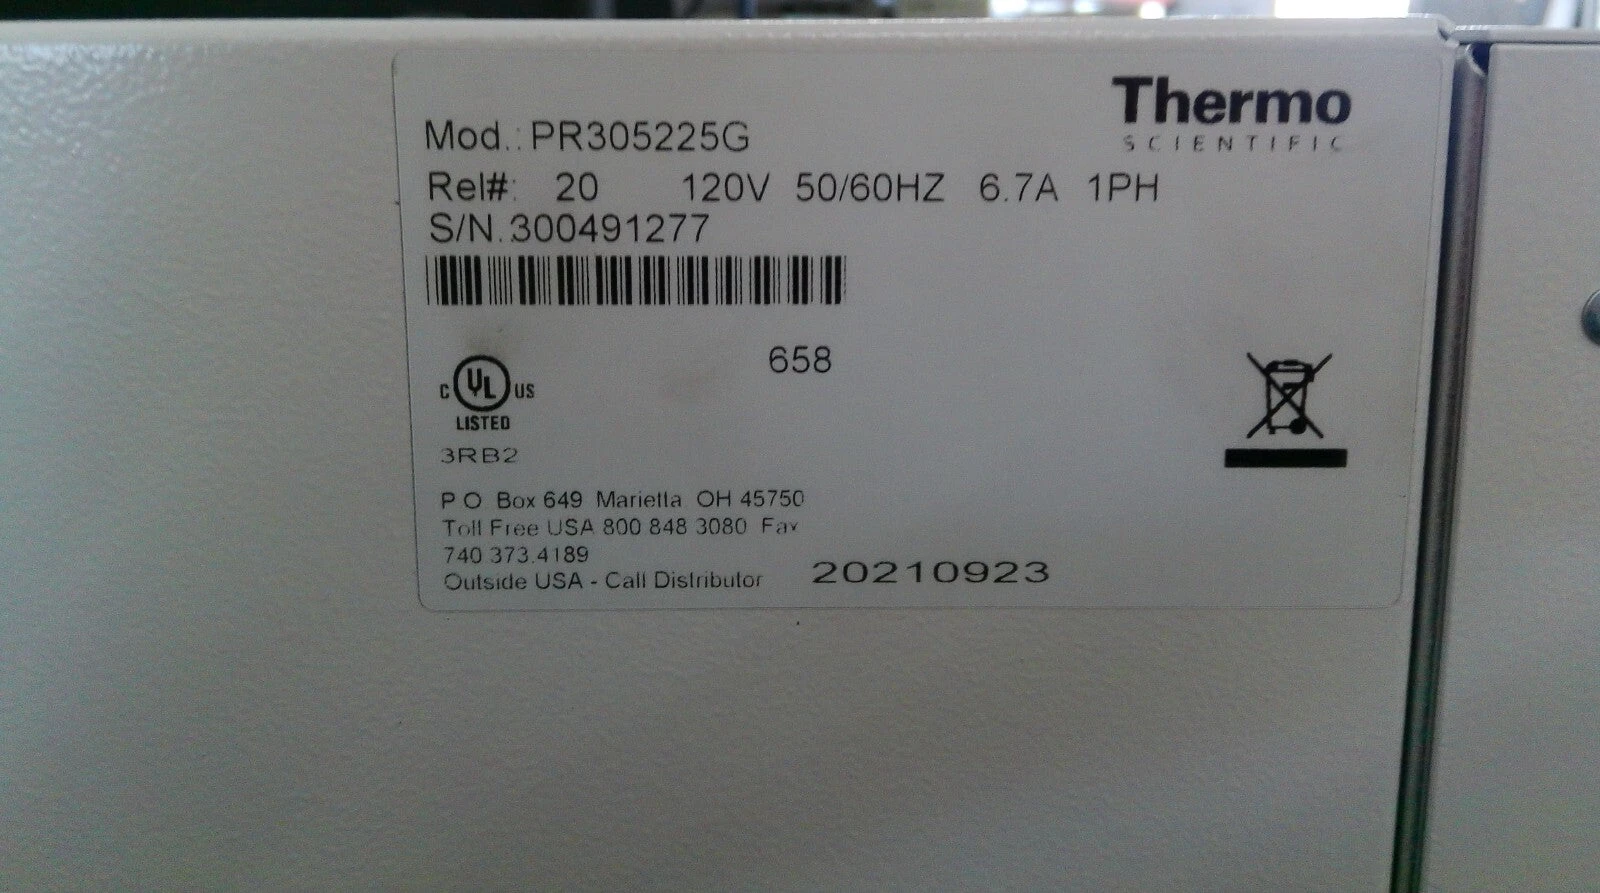 Thermo
SCIENTIFIC
Mod.: PR305225G
Rel#: 20 120V 50/60HZ 6.7A 1PH
S/N.300491277
658
C UL US
LISTED
3RB2
P O Box 649 Marietta OH 45750
Toll Free USA 800 848 3080 Fax
740 373.4189
Outside USA - Call Distributor 20210923